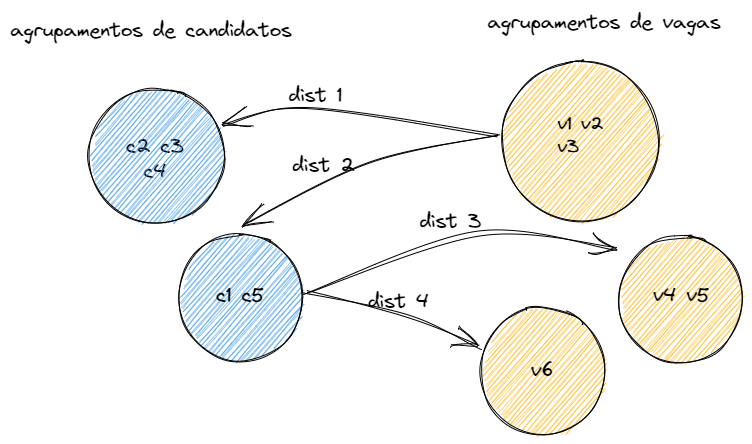 agrupamentos de candidatos
agrupamentos de vagas
dist 1
v1 v2
v3
c2 c3
c4
dist 2
dist 3
c1 c5
dist 4
v4 v5
v6